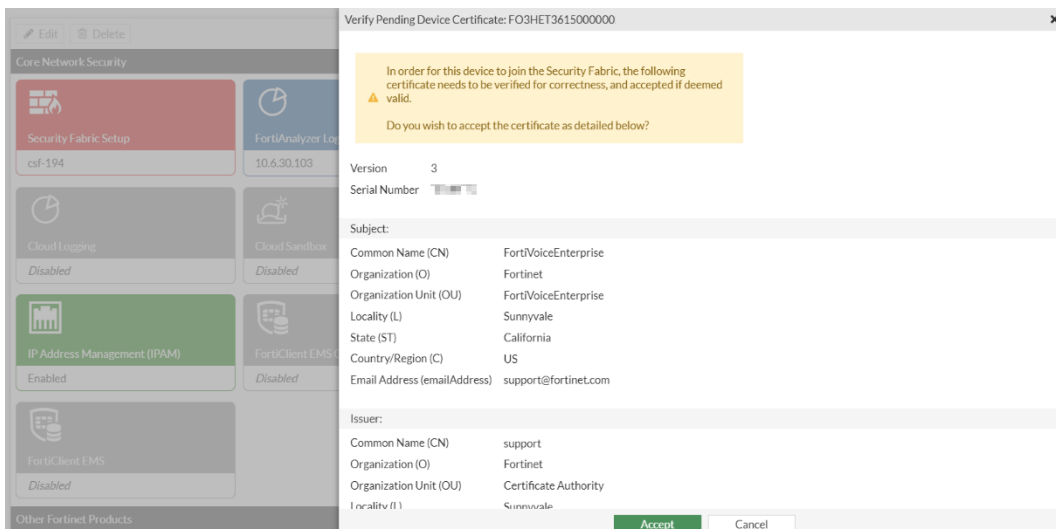 Verify Pending Device Certificate: FO3HET3615000000
Edit Delete
Core Network Security
Security Fabric Setup
csf-194
FortiAnalyzer Log
10.6.30.103
Cloud Logging
Disabled
Cloud Sandbox
Disabled
IP Address Management (IPAM)
Enabled
FortiClient EMS C
Disabled
FortiClient EMS
Disabled
Other Fortinet Products
In order for this device to join the Security Fabric, the following
certificate needs to be verified for correctness, and accepted if deemed
valid.
Do you wish to accept the certificate as detailed below?
Version 3
Serial Number
Subject:
Common Name (CN) FortiVoiceEnterprise
Organization (O) Fortinet
Organization Unit (OU) FortiVoiceEnterprise
Locality (L) Sunnyvale
State (ST) California
Country/Region (C) US
Email Address (emailAddress) support@fortinet.com
Issuer:
Common Name (CN) support
Organization (O) Fortinet
Organization Unit (OU) Certificate Authority
Locality (L) Sunnyvale
Accept Cancel